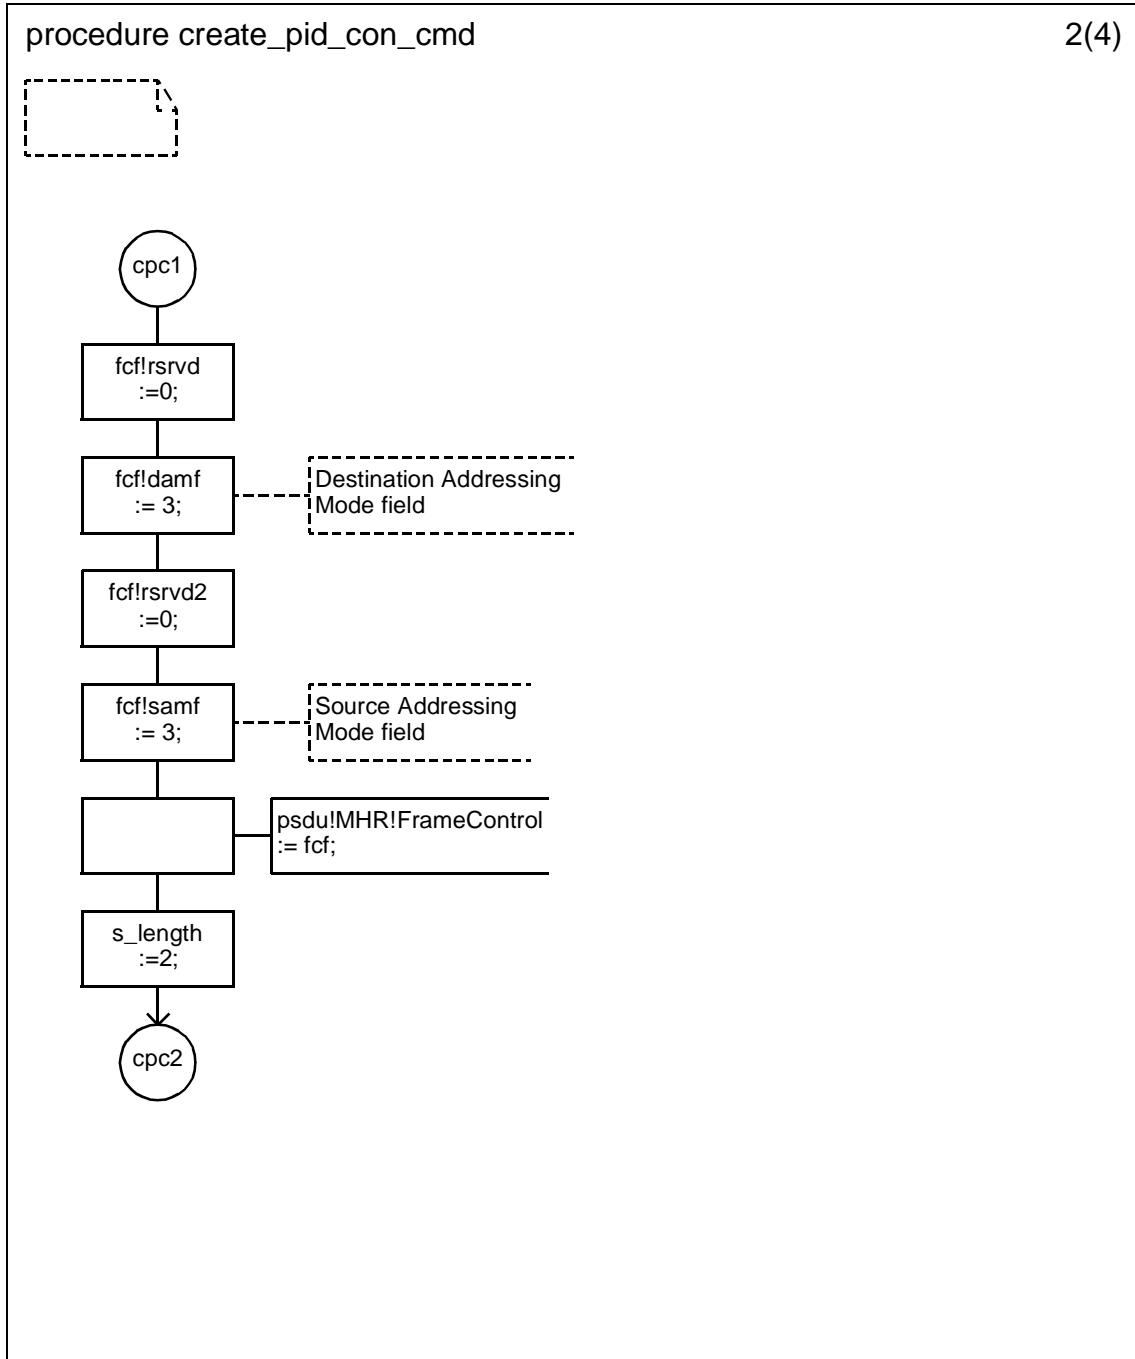 procedure create_pid_con_cmd
2(4)
cpc1
fcf!rsrvd
:=0;
fcf!damf
:= 3;
Destination Addressing
Mode field
fcf!rsrvd2
:=0;
fcf!samf
:= 3;
Source Addressing
Mode field
psdu!MHR!FrameControl
:= fcf;
s_length
:=2;
cpc2